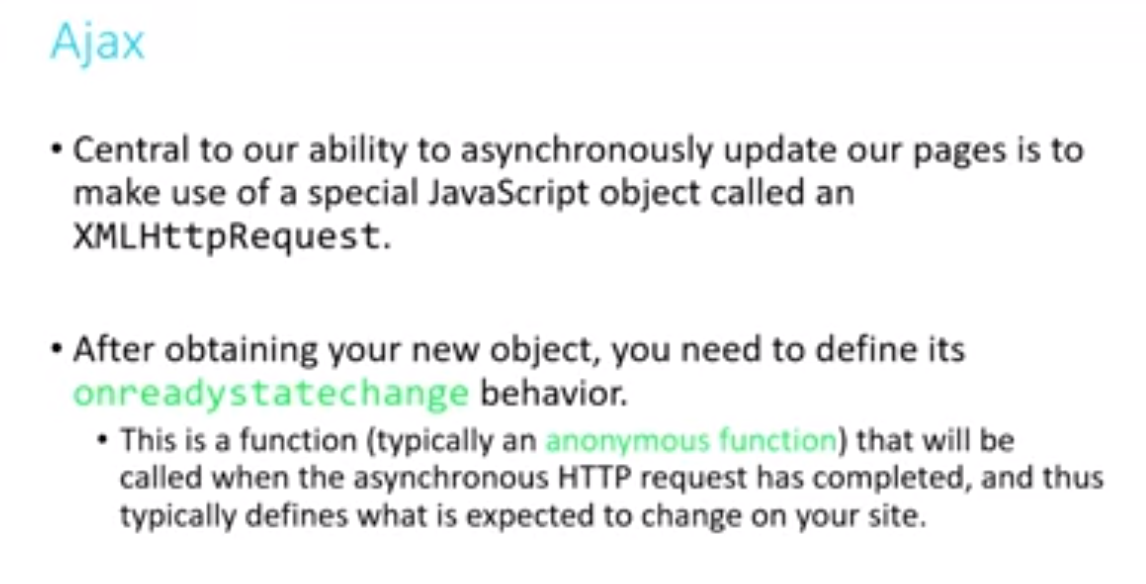 Ajax
• Central to our ability to asynchronously update our pages is to
make use of a special JavaScript object called an
XMLHttpRequest.
• After obtaining your new object, you need to define its
onreadystatechange behavior.
• This is a function (typically an anonymous function) that will be
called when the asynchronous HTTP request has completed, and thus
typically defines what is expected to change on your site.